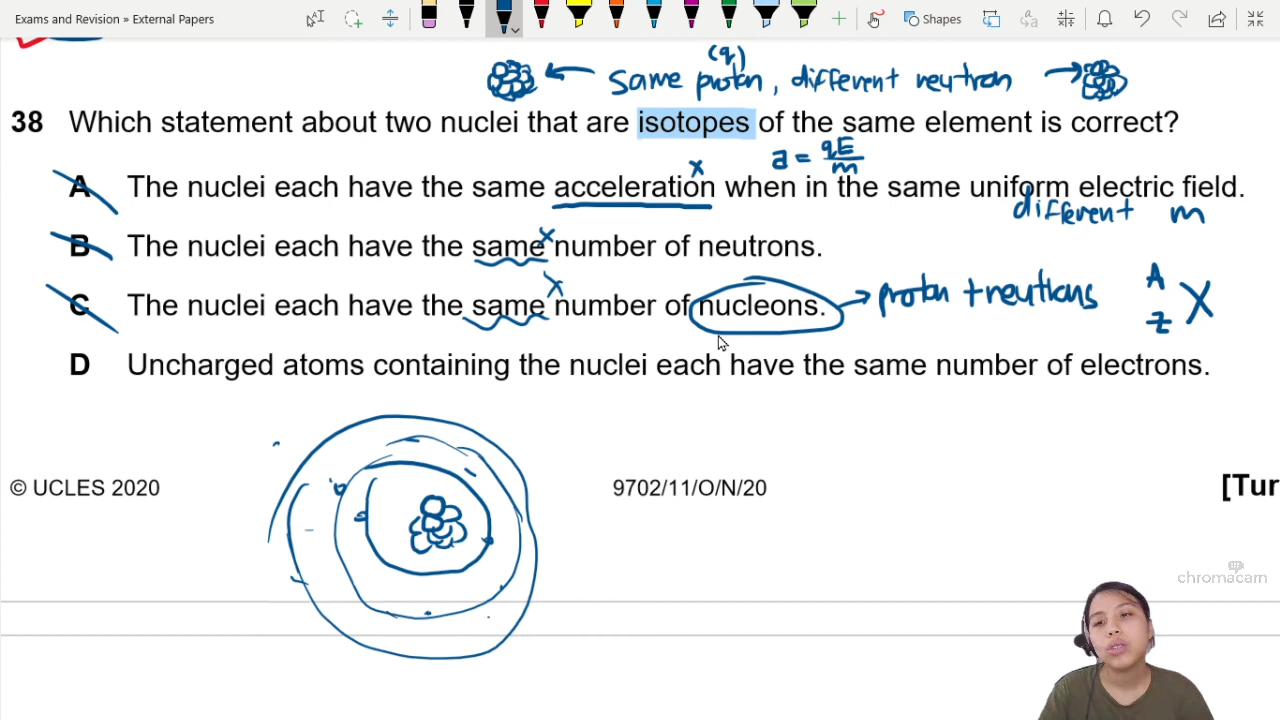 Exams and Revision » External Papers
Shapes
(q)
Same proton, different neutron
38 Which statement about two nuclei that are isotopes of the same element is correct?
a = qE/m
x
A The nuclei each have the same acceleration when in the same uniform electric field.
different m
x
B The nuclei each have the same number of neutrons.
x
C The nuclei each have the same number of nucleons. → proton + neutrons
A
Z X
D Uncharged atoms containing the nuclei each have the same number of electrons.
© UCLES 2020 9702/11/O/N/20 [Tur
chromacam